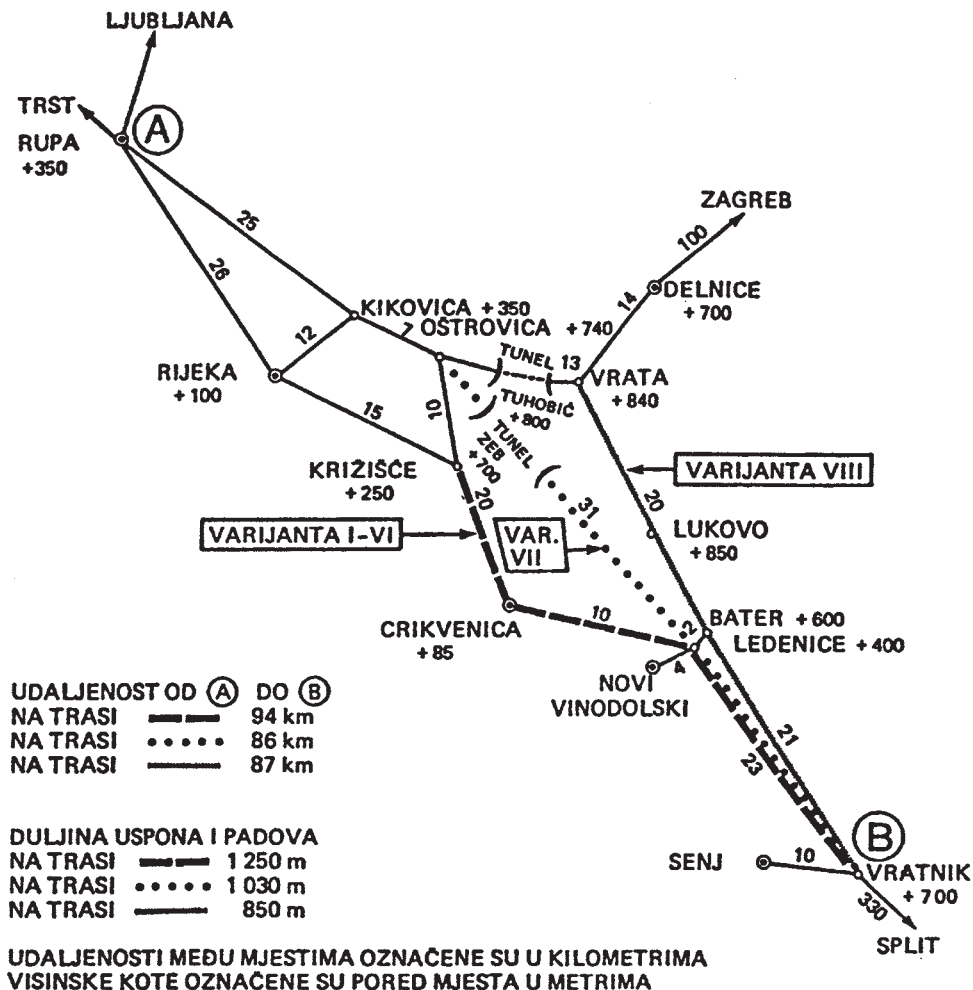 LJUBLJANA
TRST
A
RUPA
+350
ZAGREB
100
25
26
14
DELNICE
+700
KIKOVICA +350
7
OŠTROVICA +740
12
TUNEL 13
RIJEKA
+100
VRATA
+840
TUHOBIĆ
+800
15
10
TUNEL
ZEB
+700
KRIŽIŠĆE
+250
VARIJANTA VIII
20
20
31
VARIJANTA I-VI
VAR.
VII
LUKOVO
+850
CRIKVENICA
+85
10
2
BATER +600
LEDENICE +400
4
NOVI
VINODOLSKI
UDALJENOST OD A DO B
NA TRASI 94 km
NA TRASI 86 km
NA TRASI 87 km
21
23
DULJINA USPONA I PADOVA
NA TRASI 1 250 m
NA TRASI 1 030 m
NA TRASI 850 m
B
SENJ
10
VRATNIK
+700
330
SPLIT
UDALJENOSTI MEĐU MJESTIMA OZNAČENE SU U KILOMETRIMA
VISINSKE KOTE OZNAČENE SU PORED MJESTA U METRIMA